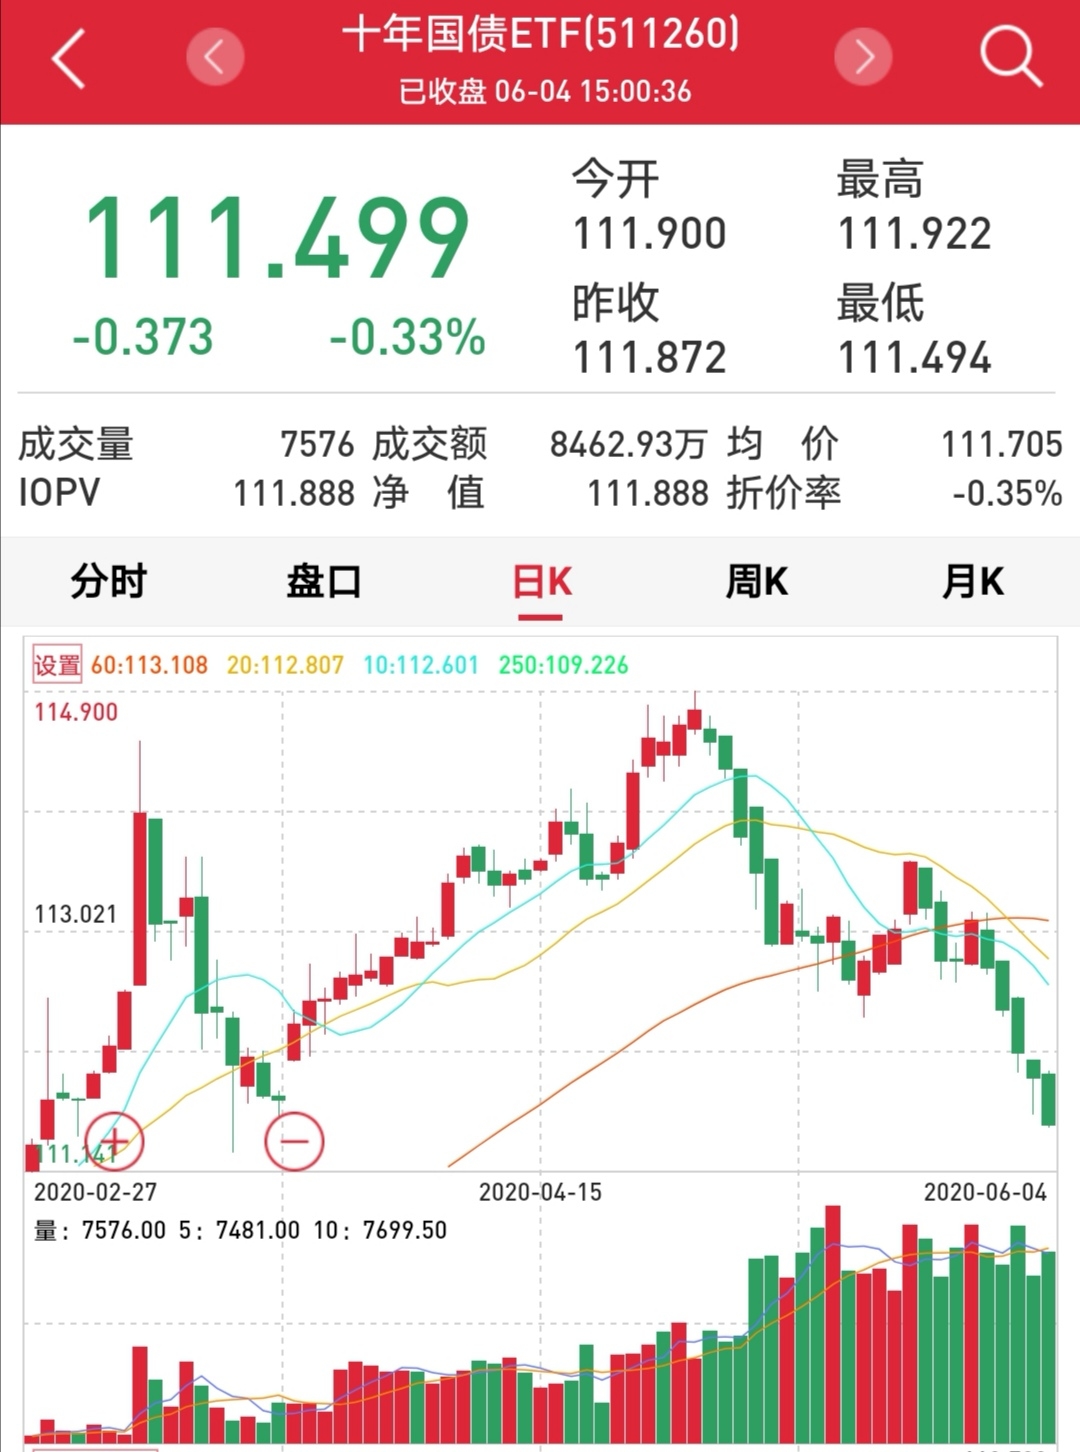 十年国债ETF(511260)
已收盘 06-04 15:00:36
111.499
-0.373 -0.33%
今开 最高
111.900 111.922
昨收 最低
111.872 111.494
成交量 7576 成交额 8462.93万 均 价 111.705
IOPV 111.888 净 值 111.888 折价率 -0.35%
分时 盘口 日K 周K 月K
设置 60:113.108 20:112.807 10:112.601 250:109.226
114.900
113.021
111.141
2020-02-27 2020-04-15 2020-06-04
量: 7576.00 5: 7481.00 10: 7699.50